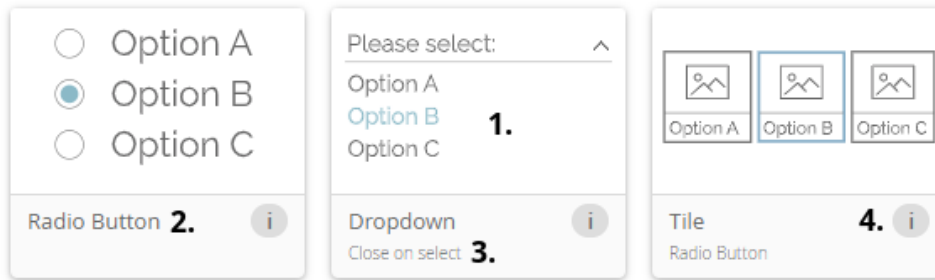 Option A
Option B
Option C
Radio Button 2. i
Please select:
Option A
Option B 1.
Option C
Dropdown i
Close on select 3.
Option A Option B Option C
Tile 4. i
Radio Button